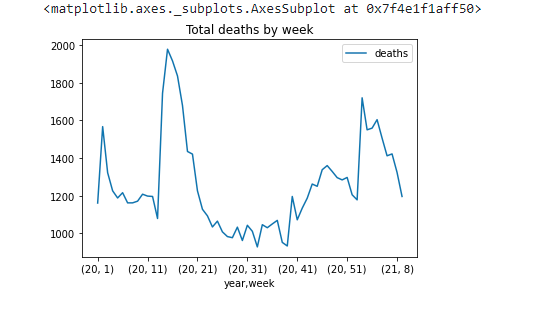 <matplotlib.axes._subplots.AxesSubplot at 0x7f4e1f1aff50>
Total deaths by week
deaths
2000
1800
1600
1400
1200
1000
(20, 1) (20, 11) (20, 21) (20, 31) (20, 41) (20, 51) (21, 8)
year,week